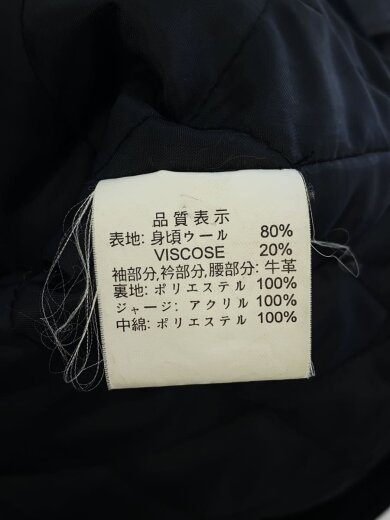 品質表示
表地: 身頃ウール 80%
VISCOSE 20%
袖部分,衿部分,腰部分: 牛革
裏地: ポリエステル 100%
ジャージ: アクリル 100%
中綿: ポリエステル 100%